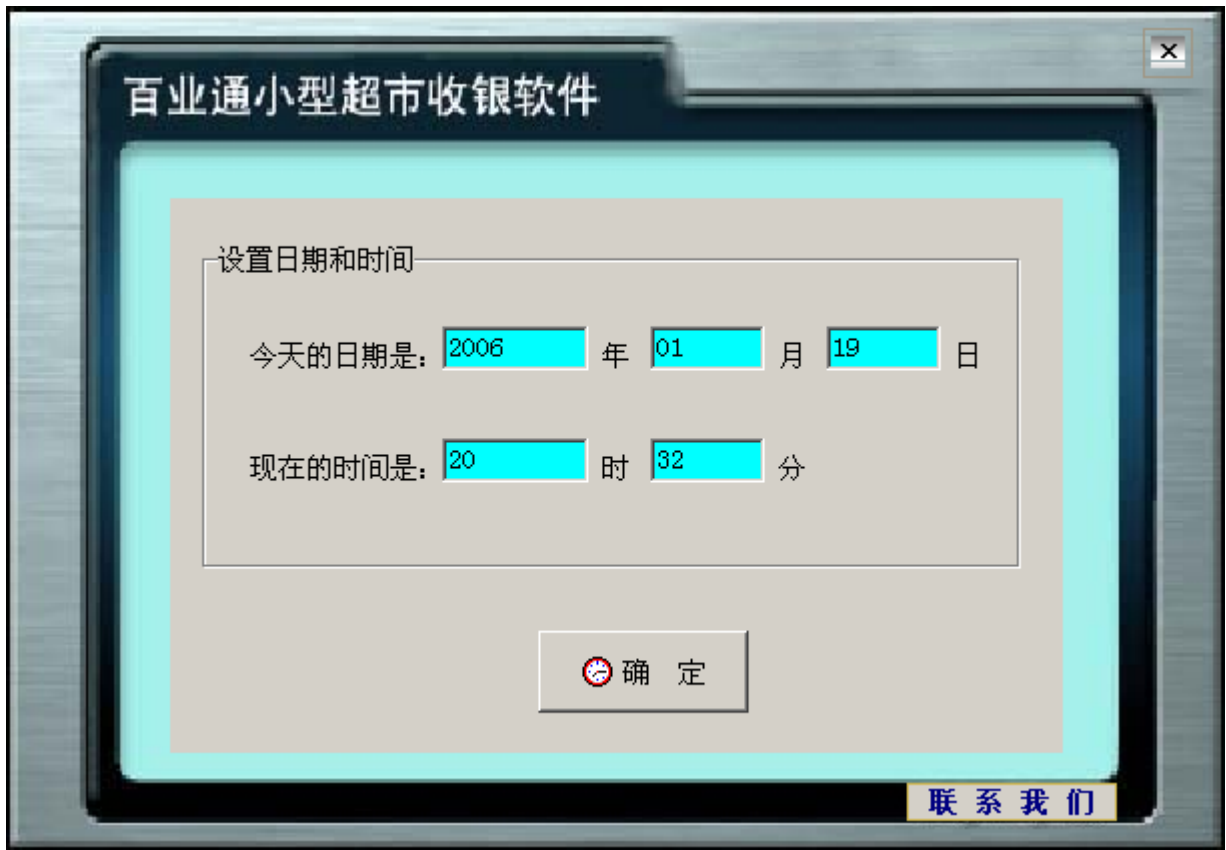 百业通小型超市收银软件
设置日期和时间
今天的日期是: 2006 年 01 月 19 日
现在的时间是: 20 时 32 分
确 定
联系我们